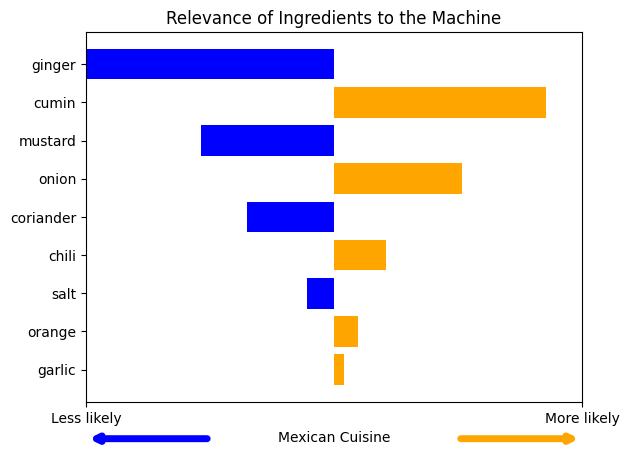 Relevance of Ingredients to the Machine
ginger
cumin
mustard
onion
coriander
chili
salt
orange
garlic
Less likely More likely
Mexican Cuisine